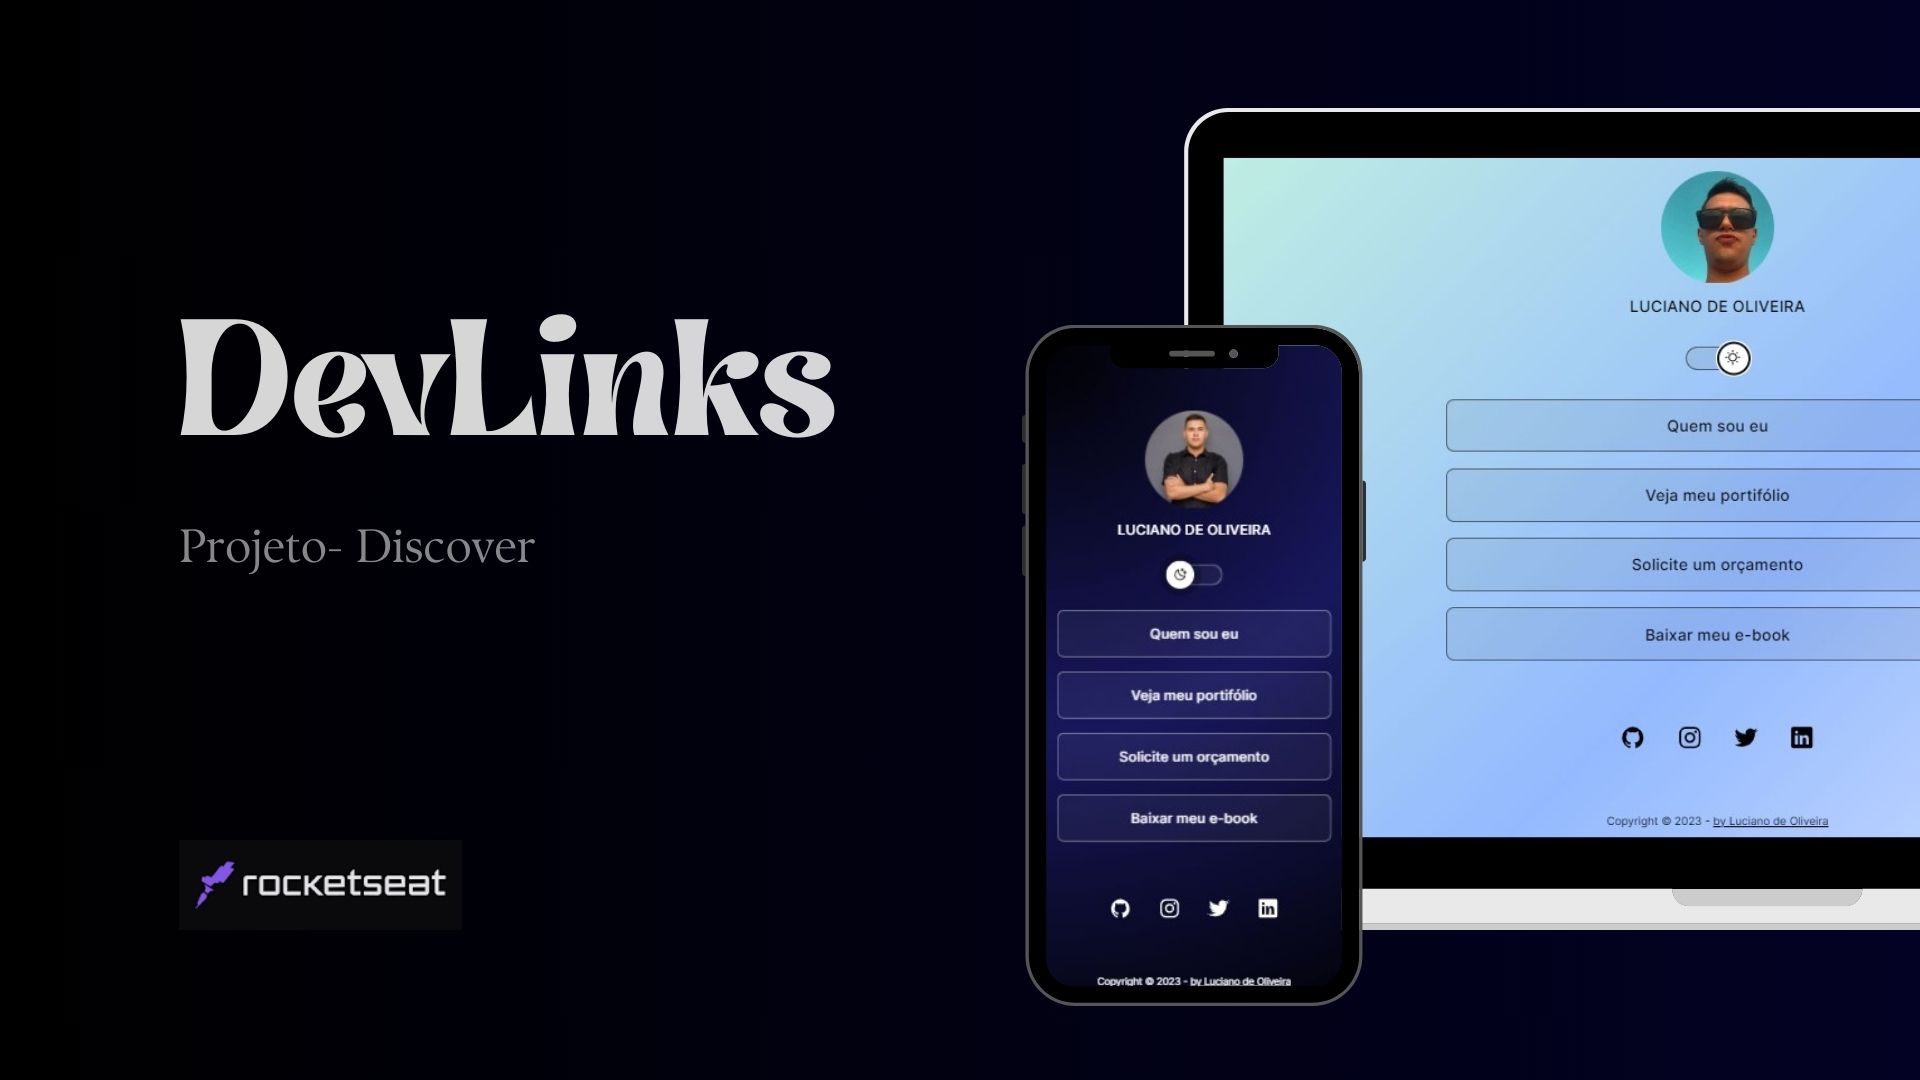 DevLinks
Projeto- Discover
rocketseat
LUCIANO DE OLIVEIRA
Quem sou eu
Veja meu portifólio
Solicite um orçamento
Baixar meu e-book
Copyright © 2023 - by Luciano de Oliveira
LUCIANO DE OLIVEIRA
Quem sou eu
Veja meu portifólio
Solicite um orçamento
Baixar meu e-book
in
Copyright © 2023 - by Luciano de Oliveira